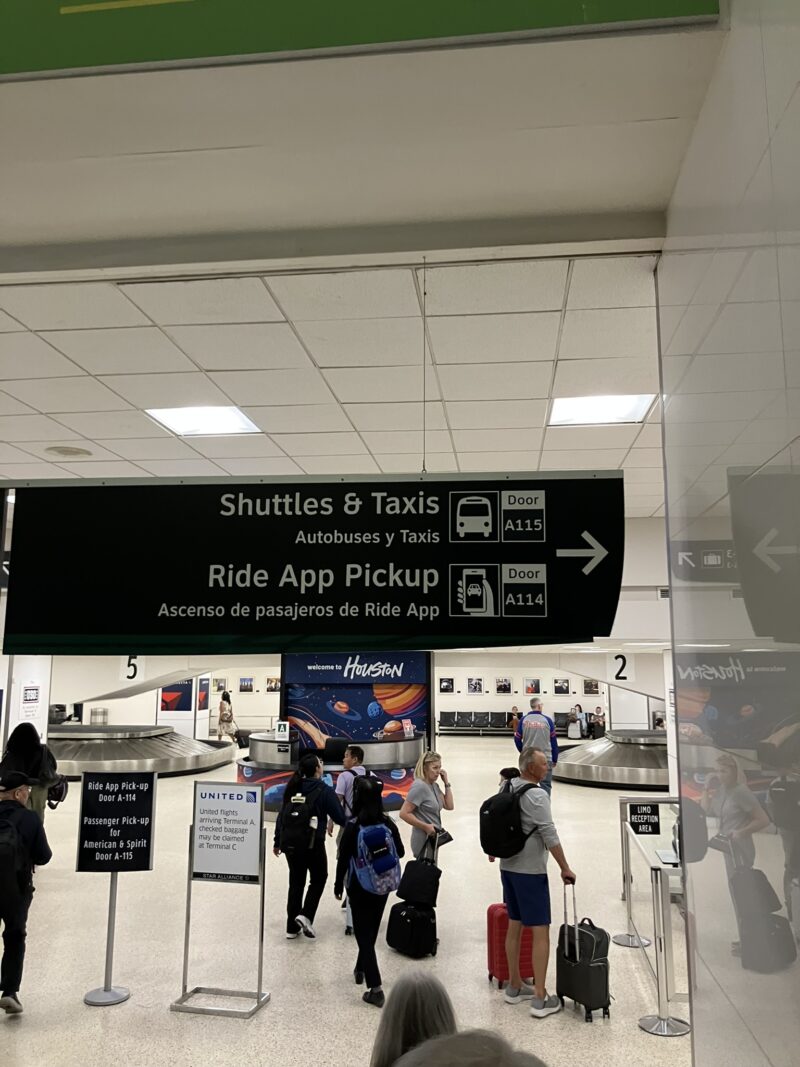 Shuttles & Taxis
Autobuses y Taxis
Door
A115
Ride App Pickup
Ascenso de pasajeros de Ride App
Door
A114
5
welcome to Houston
2
A
Ride App Pick-up
Door A-114
Passenger Pick-up
for
American & Spirit
Door A-115
UNITED
United flights
arriving Terminal A,
checked baggage
may be claimed
at Terminal C
STAR ALLIANCE
LIMO
RECEPTION
AREA